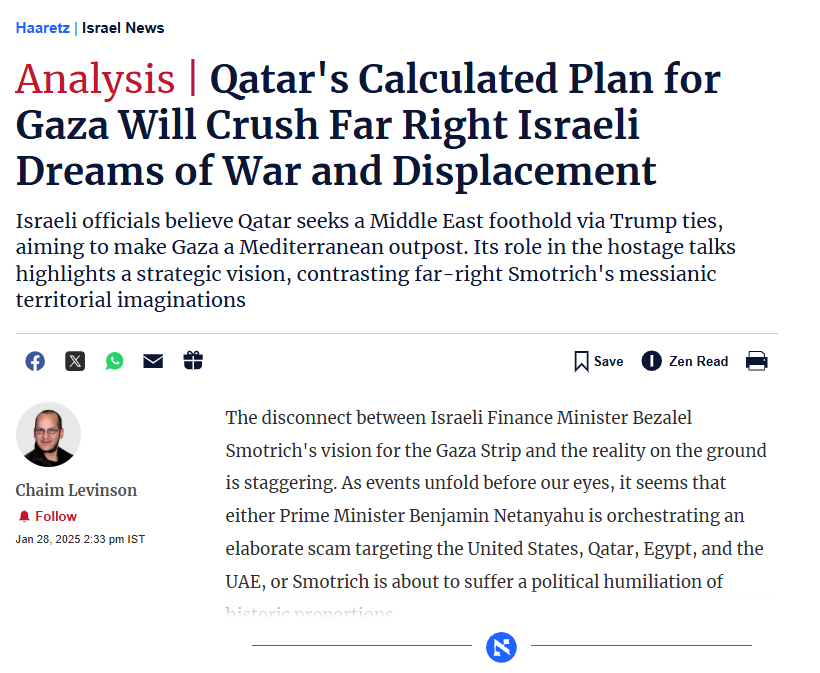 Haaretz | Israel News
Analysis | Qatar's Calculated Plan for
Gaza Will Crush Far Right Israeli
Dreams of War and Displacement
Israeli officials believe Qatar seeks a Middle East foothold via Trump ties,
aiming to make Gaza a Mediterranean outpost. Its role in the hostage talks
highlights a strategic vision, contrasting far-right Smotrich's messianic
territorial imaginations
Save
Zen Read
Chaim Levinson
Follow
Jan 28, 2025 2:33 pm IST
The disconnect between Israeli Finance Minister Bezalel
Smotrich's vision for the Gaza Strip and the reality on the ground
is staggering. As events unfold before our eyes, it seems that
either Prime Minister Benjamin Netanyahu is orchestrating an
elaborate scam targeting the United States, Qatar, Egypt, and the
UAE, or Smotrich is about to suffer a political humiliation of
historic proportions